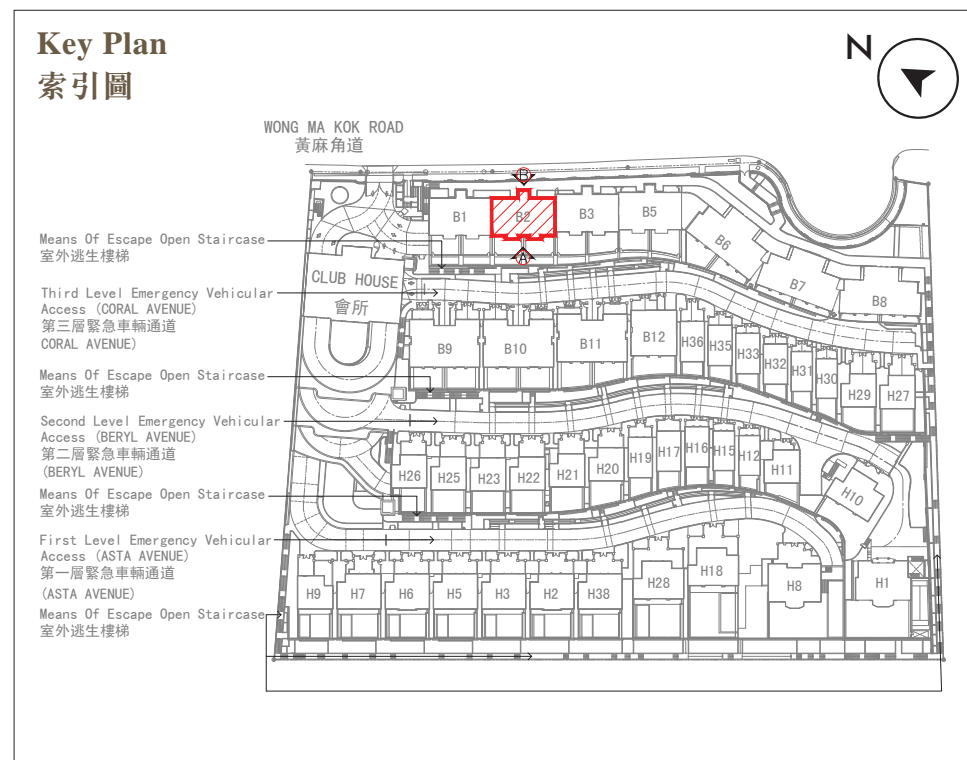 Key Plan
索引圖
N
WONG MA KOK ROAD
黃麻角道
B
B1
B2
B3
B5
A
B6
B7
B8
Means Of Escape Open Staircase
室外逃生樓梯
CLUB HOUSE
會所
Third Level Emergency Vehicular
Access (CORAL AVENUE)
第三層緊急車輛通道
CORAL AVENUE)
B9
B10
B11
B12
H36
H35
H33
H32
H31
H30
H29
H27
Means Of Escape Open Staircase
室外逃生樓梯
Second Level Emergency Vehicular
Access (BERYL AVENUE)
第二層緊急車輛通道
(BERYL AVENUE)
H26
H25
H23
H22
H21
H20
H19
H17
H16
H15
H12
H11
H10
Means Of Escape Open Staircase
室外逃生樓梯
First Level Emergency Vehicular
Access (ASTA AVENUE)
第一層緊急車輛通道
(ASTA AVENUE)
H9
H7
H6
H5
H3
H2
H38
H28
H18
H8
H1
Means Of Escape Open Staircase
室外逃生樓梯